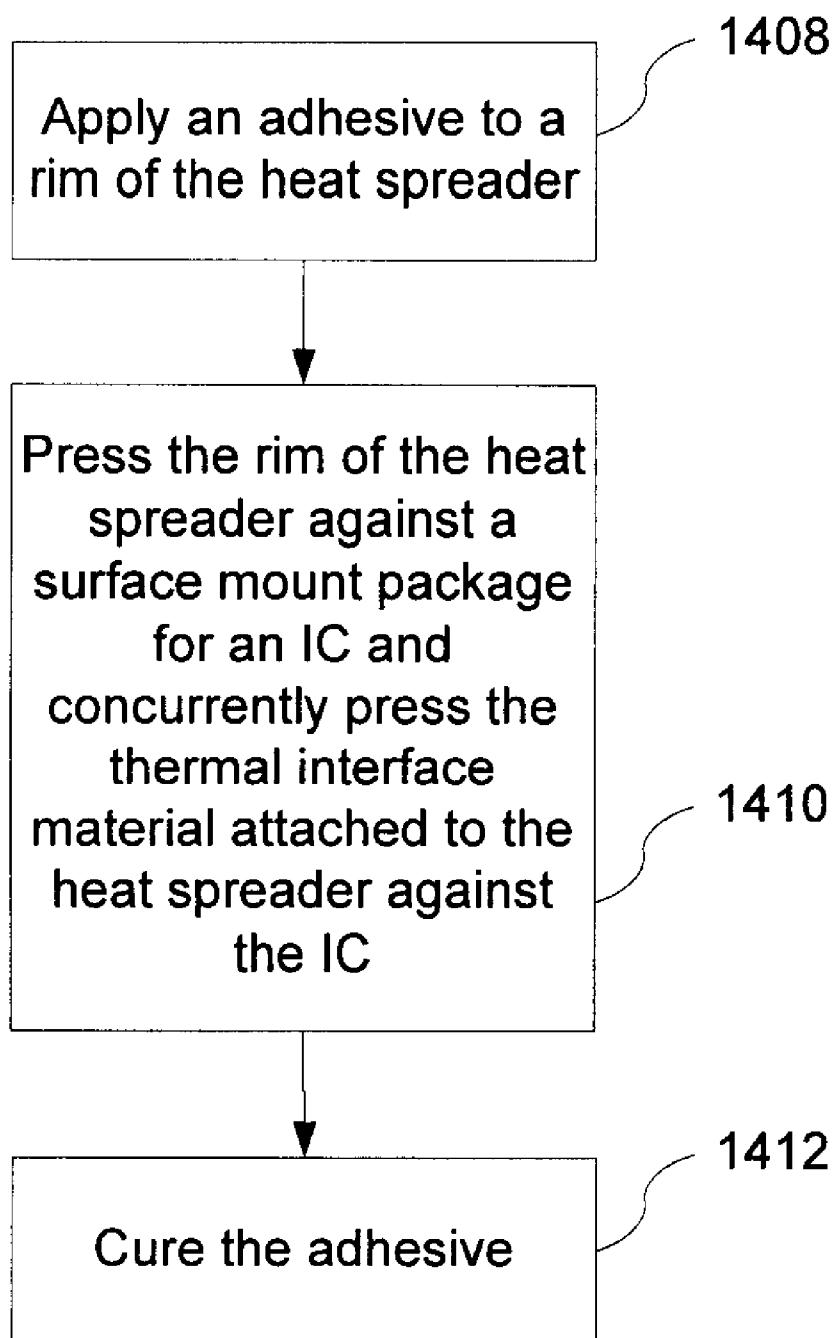 1408
Apply an adhesive to a
rim of the heat spreader
Press the rim of the heat
spreader against a
surface mount package
for an IC and
concurrently press the
thermal interface
material attached to the
heat spreader against
the IC
1410
1412
Cure the adhesive